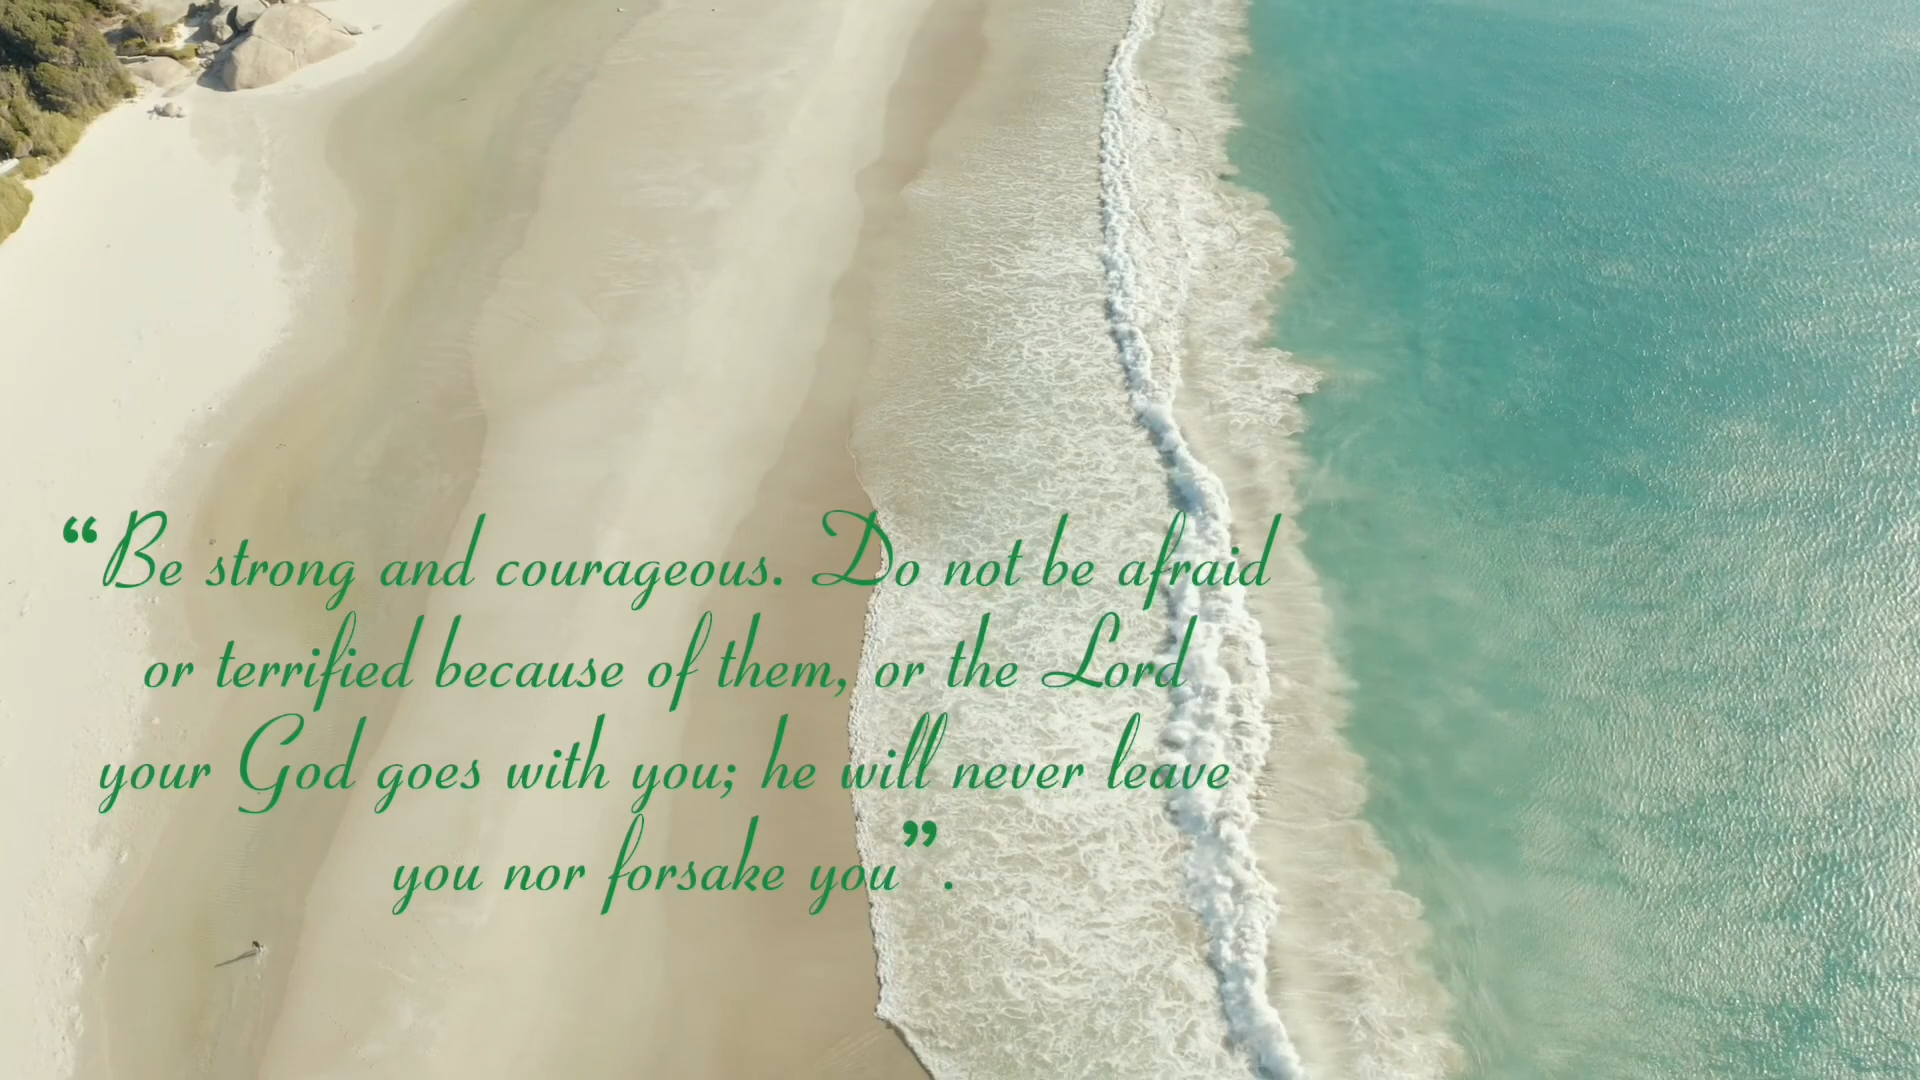 “Be strong and courageous. Do not be afraid
or terrified because of them, or the Lord
your God goes with you; he will never leave
you nor forsake you”.